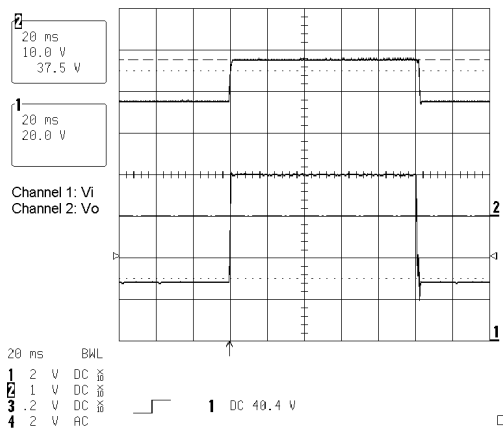 2
20 ms
10.0 V
37.5 V
1
20 ms
20.0 V
Channel 1: Vi
Channel 2: Vo
2
1
20 ms BWL
1 2 V DC X10
2 1 V DC X10
3 .2 V DC X10
4 2 V AC
1 DC 40.4 V